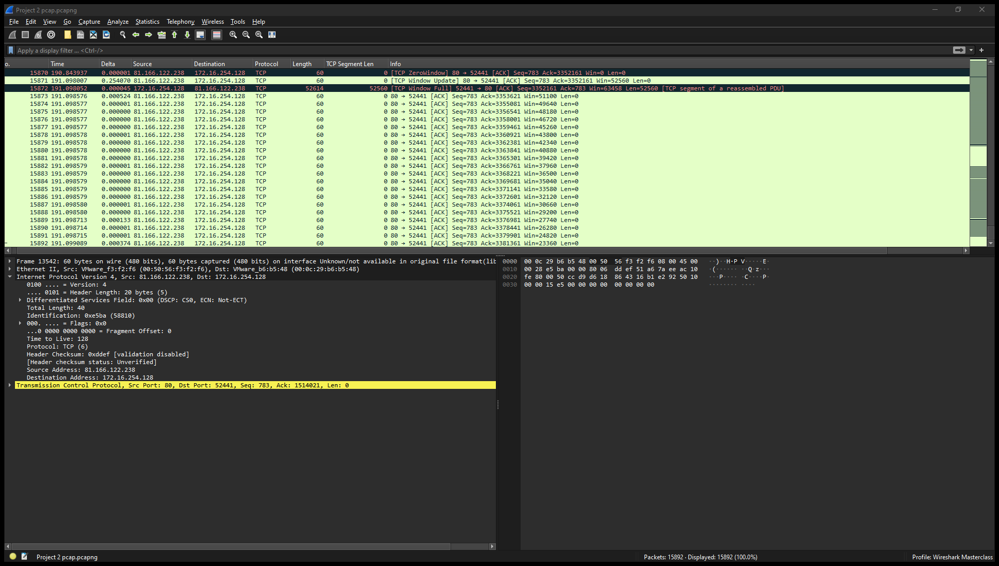 Project 2 pcap.pcapng
File Edit View Go Capture Analyze Statistics Telephony Wireless Tools Help
Apply a display filter ... <Ctrl-/>
o. Time Delta Source Destination Protocol Length TCP Segment Len Info
15870 190.843937 0.000001 81.166.122.238 172.16.254.128 TCP 60 0 [TCP ZeroWindow] 80 → 52441 [ACK] Seq=783 Ack=3352161 Win=0 Len=0
15871 191.098007 0.254070 81.166.122.238 172.16.254.128 TCP 60 0 [TCP Window Update] 80 → 52441 [ACK] Seq=783 Ack=3352161 Win=52560 Len=0
15872 191.098052 0.000045 172.16.254.128 81.166.122.238 TCP 52614 52560 [TCP Window Full] 52441 → 80 [ACK] Seq=3352161 Ack=783 Win=63458 Len=52560 [TCP segment of a reassembled PDU]
15873 191.098576 0.000524 81.166.122.238 172.16.254.128 TCP 60 0 80 → 52441 [ACK] Seq=783 Ack=3353621 Win=51100 Len=0
15874 191.098577 0.000001 81.166.122.238 172.16.254.128 TCP 60 0 80 → 52441 [ACK] Seq=783 Ack=3355081 Win=49640 Len=0
15875 191.098577 0.000000 81.166.122.238 172.16.254.128 TCP 60 0 80 → 52441 [ACK] Seq=783 Ack=3356541 Win=48180 Len=0
15876 191.098577 0.000000 81.166.122.238 172.16.254.128 TCP 60 0 80 → 52441 [ACK] Seq=783 Ack=3358001 Win=46720 Len=0
15877 191.098577 0.000000 81.166.122.238 172.16.254.128 TCP 60 0 80 → 52441 [ACK] Seq=783 Ack=3359461 Win=45260 Len=0
15878 191.098578 0.000001 81.166.122.238 172.16.254.128 TCP 60 0 80 → 52441 [ACK] Seq=783 Ack=3360921 Win=43800 Len=0
15879 191.098578 0.000000 81.166.122.238 172.16.254.128 TCP 60 0 80 → 52441 [ACK] Seq=783 Ack=3362381 Win=42340 Len=0
15880 191.098578 0.000000 81.166.122.238 172.16.254.128 TCP 60 0 80 → 52441 [ACK] Seq=783 Ack=3363841 Win=40880 Len=0
15881 191.098578 0.000000 81.166.122.238 172.16.254.128 TCP 60 0 80 → 52441 [ACK] Seq=783 Ack=3365301 Win=39420 Len=0
15882 191.098579 0.000001 81.166.122.238 172.16.254.128 TCP 60 0 80 → 52441 [ACK] Seq=783 Ack=3366761 Win=37960 Len=0
15883 191.098579 0.000000 81.166.122.238 172.16.254.128 TCP 60 0 80 → 52441 [ACK] Seq=783 Ack=3368221 Win=36500 Len=0
15884 191.098579 0.000000 81.166.122.238 172.16.254.128 TCP 60 0 80 → 52441 [ACK] Seq=783 Ack=3369681 Win=35040 Len=0
15885 191.098579 0.000000 81.166.122.238 172.16.254.128 TCP 60 0 80 → 52441 [ACK] Seq=783 Ack=3371141 Win=33580 Len=0
15886 191.098579 0.000000 81.166.122.238 172.16.254.128 TCP 60 0 80 → 52441 [ACK] Seq=783 Ack=3372601 Win=32120 Len=0
15887 191.098580 0.000001 81.166.122.238 172.16.254.128 TCP 60 0 80 → 52441 [ACK] Seq=783 Ack=3374061 Win=30660 Len=0
15888 191.098580 0.000000 81.166.122.238 172.16.254.128 TCP 60 0 80 → 52441 [ACK] Seq=783 Ack=3375521 Win=29200 Len=0
15889 191.098713 0.000133 81.166.122.238 172.16.254.128 TCP 60 0 80 → 52441 [ACK] Seq=783 Ack=3376981 Win=27740 Len=0
15890 191.098714 0.000001 81.166.122.238 172.16.254.128 TCP 60 0 80 → 52441 [ACK] Seq=783 Ack=3378441 Win=26280 Len=0
15891 191.098715 0.000001 81.166.122.238 172.16.254.128 TCP 60 0 80 → 52441 [ACK] Seq=783 Ack=3379901 Win=24820 Len=0
15892 191.099089 0.000374 81.166.122.238 172.16.254.128 TCP 60 0 80 → 52441 [ACK] Seq=783 Ack=3381361 Win=23360 Len=0
Frame 13542: 60 bytes on wire (480 bits), 60 bytes captured (480 bits) on interface Unknown/not available in original file format(lib
Ethernet II, Src: VMware_f3:f2:f6 (00:50:56:f3:f2:f6), Dst: VMware_b6:b5:48 (00:0c:29:b6:b5:48)
Internet Protocol Version 4, Src: 81.166.122.238, Dst: 172.16.254.128
0100 .... = Version: 4
.... 0101 = Header Length: 20 bytes (5)
Differentiated Services Field: 0x00 (DSCP: CS0, ECN: Not-ECT)
Total Length: 40
Identification: 0xe5ba (58810)
000. .... = Flags: 0x0
...0 0000 0000 0000 = Fragment Offset: 0
Time to Live: 128
Protocol: TCP (6)
Header Checksum: 0xddef [validation disabled]
[Header checksum status: Unverified]
Source Address: 81.166.122.238
Destination Address: 172.16.254.128
Transmission Control Protocol, Src Port: 80, Dst Port: 52441, Seq: 783, Ack: 1514021, Len: 0
0000 00 0c 29 b6 b5 48 00 50 56 f3 f2 f6 08 00 45 00 ··)··H·P V·····E·
0010 00 28 e5 ba 00 00 80 06 dd ef 51 a6 7a ee ac 10 ·(······ ··Q·z···
0020 fe 80 00 50 cc d9 d6 18 86 43 16 b1 e2 92 50 10 ···P···· ·C····P·
0030 00 00 15 e5 00 00 00 00 00 00 00 00 ········ ····
Project 2 pcap.pcapng
Packets: 15892 · Displayed: 15892 (100.0%)
Profile: Wireshark Masterclass